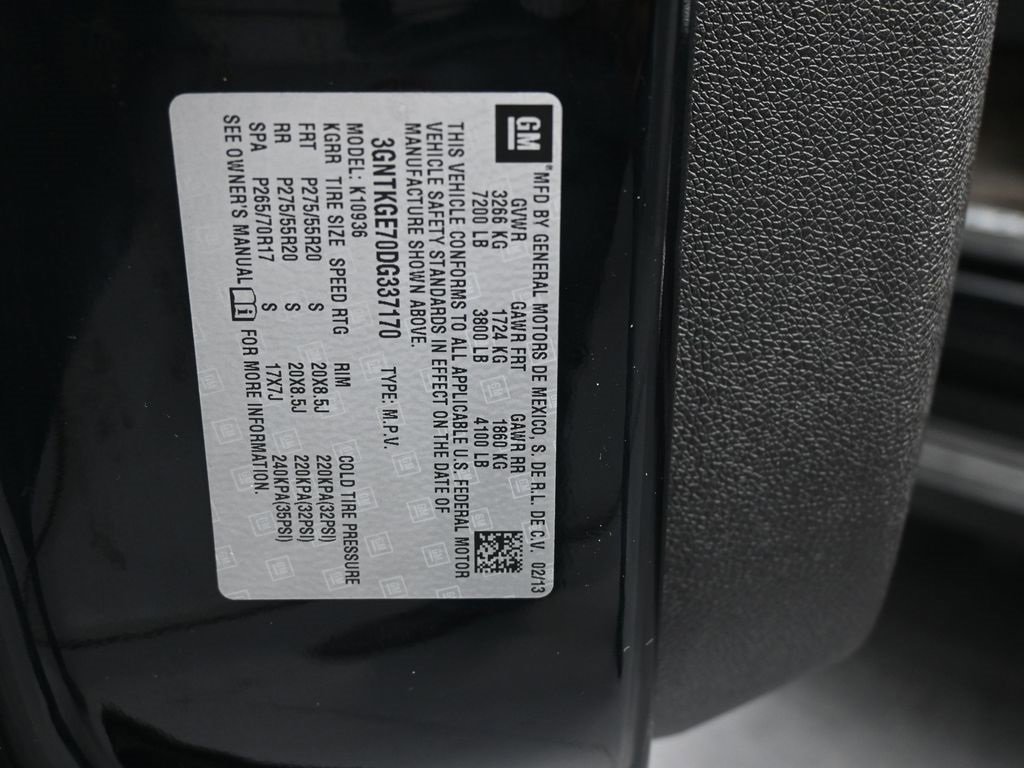 GM MFD BY GENERAL MOTORS DE MEXICO, S. DE R.L. DE C.V. 02/13
GVWR GAWR FRT GAWR RR
3266 KG 1724 KG 1860 KG
7200 LB 3800 LB 4100 LB
THIS VEHICLE CONFORMS TO ALL APPLICABLE U.S. FEDERAL MOTOR
VEHICLE SAFETY STANDARDS IN EFFECT ON THE DATE OF
MANUFACTURE SHOWN ABOVE.
3GNTKGE70DG337170 TYPE: M.P.V.
MODEL: K10936
KGRR TIRE SIZE SPEED RTG RIM COLD TIRE PRESSURE
FRT P275/55R20 S 20X8.5J 220KPA(32PSI)
RR P275/55R20 S 20X8.5J 220KPA(32PSI)
SPA P265/70R17 S 17X7J 240KPA(35PSI)
SEE OWNER'S MANUAL i FOR MORE INFORMATION.